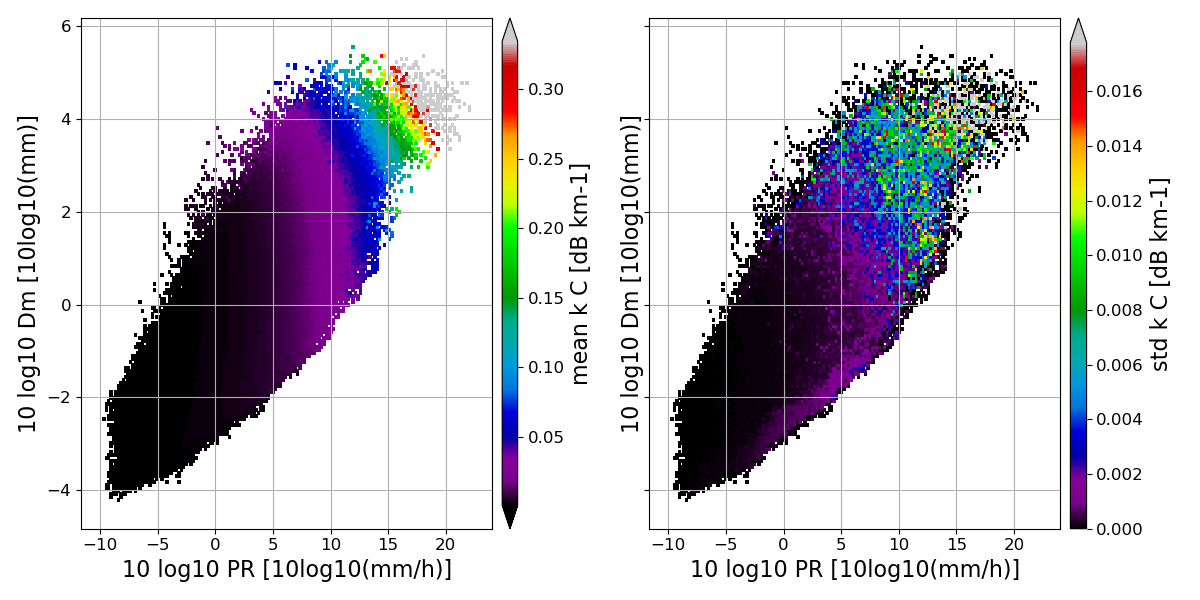 6
4
2
0
−2
−4
10 log10 Dm [10log10(mm)]
−10 −5 0 5 10 15 20
10 log10 PR [10log10(mm/h)]
0.30
0.25
0.20
0.15
0.10
0.05
mean k C [dB km-1]
10 log10 Dm [10log10(mm)]
−10 −5 0 5 10 15 20
10 log10 PR [10log10(mm/h)]
0.016
0.014
0.012
0.010
0.008
0.006
0.004
0.002
0.000
std k C [dB km-1]